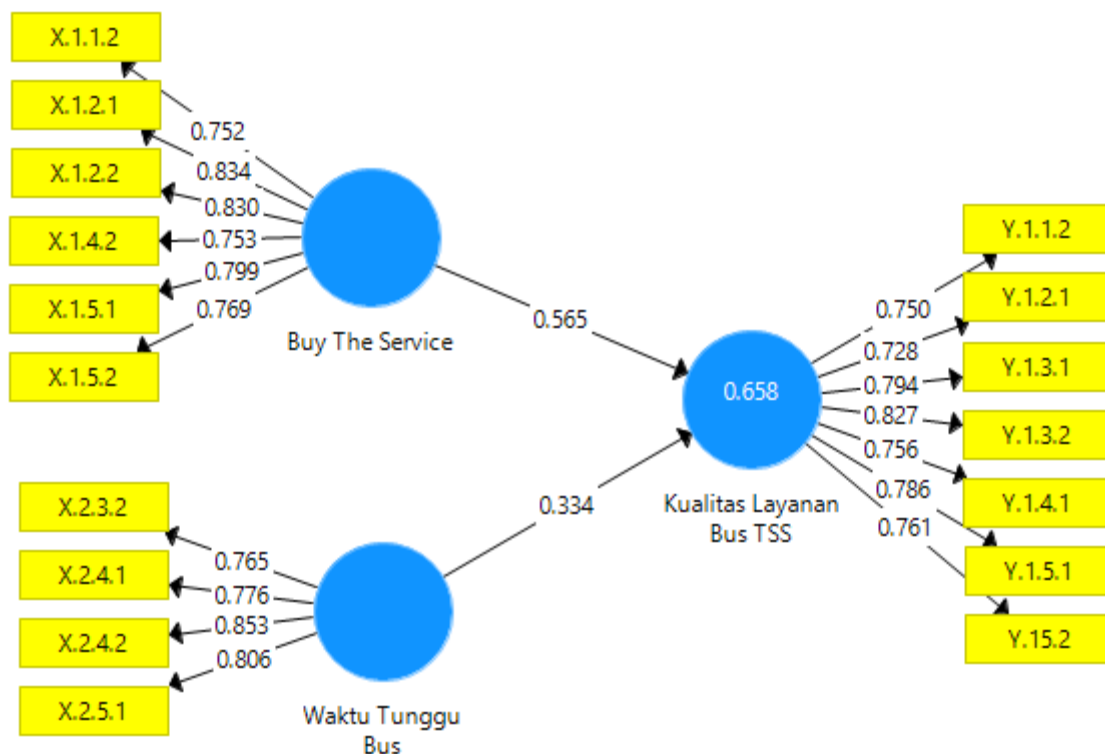 X.1.1.2
X.1.2.1
X.1.2.2
X.1.4.2
X.1.5.1
X.1.5.2
0.752
0.834
0.830
0.753
0.799
0.769
Buy The Service
0.565
X.2.3.2
X.2.4.1
X.2.4.2
X.2.5.1
0.765
0.776
0.853
0.806
Waktu Tunggu
Bus
0.334
0.658
Kualitas Layanan
Bus TSS
0.750
0.728
0.794
0.827
0.756
0.786
0.761
Y.1.1.2
Y.1.2.1
Y.1.3.1
Y.1.3.2
Y.1.4.1
Y.1.5.1
Y.15.2